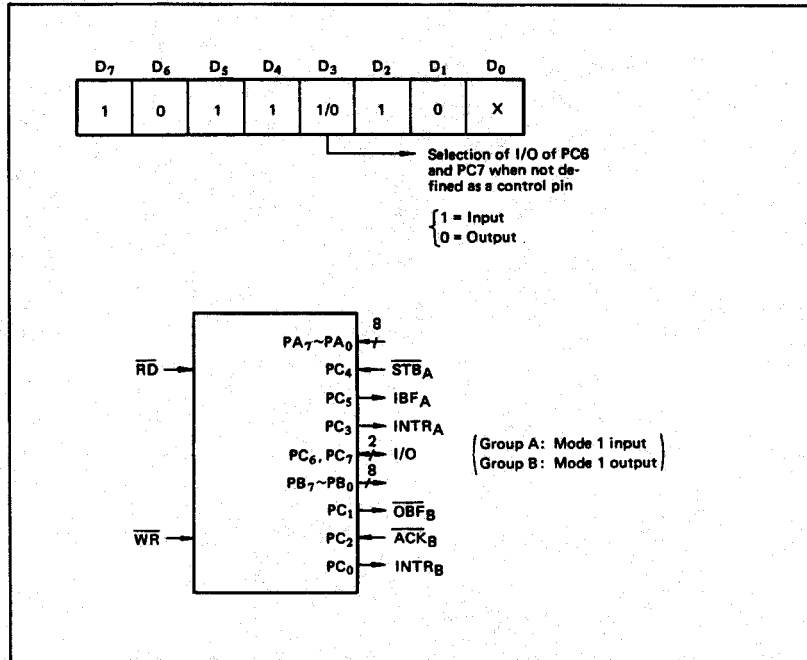 D7 D6 D5 D4 D3 D2 D1 D0
1 0 1 1 1/0 1 0 X
Selection of I/O of PC6
and PC7 when not de-
fined as a control pin
1 = Input
0 = Output
8
PA7~PA0
RD PC4 STBA
PC5 IBFA
PC3 INTRA
2
PC6, PC7 I/O
(Group A: Mode 1 input
Group B: Mode 1 output)
8
PB7~PB0
PC1 OBFB
WR PC2 ACKB
PC0 INTRB